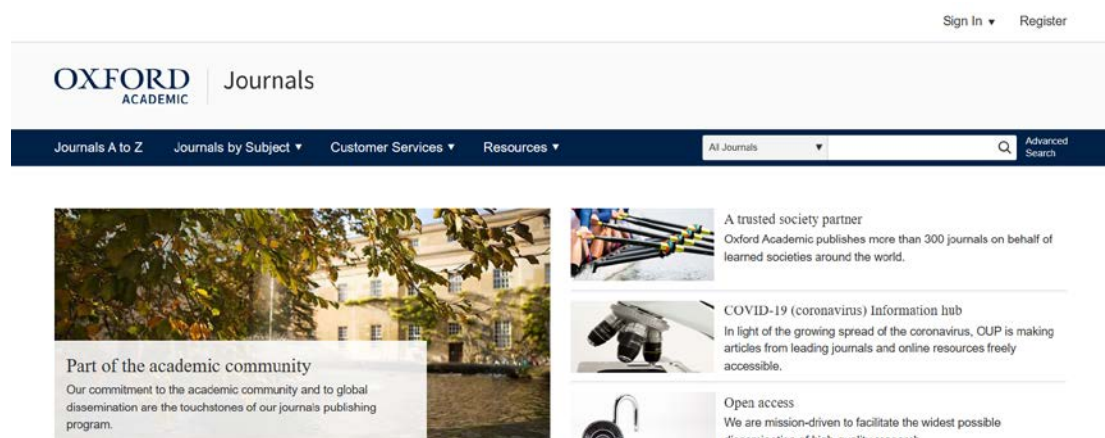 Sign In ▼ Register
OXFORD
ACADEMIC
Journals
Journals A to Z Journals by Subject ▼ Customer Services ▼ Resources ▼ All Journals ▼ Advanced
Search
Part of the academic community
Our commitment to the academic community and to global
dissemination are the touchstones of our journals publishing
program.
A trusted society partner
Oxford Academic publishes more than 300 journals on behalf of
learned societies around the world.
COVID-19 (coronavirus) Information hub
In light of the growing spread of the coronavirus, OUP is making
articles from leading journals and online resources freely
accessible.
Open access
We are mission-driven to facilitate the widest possible